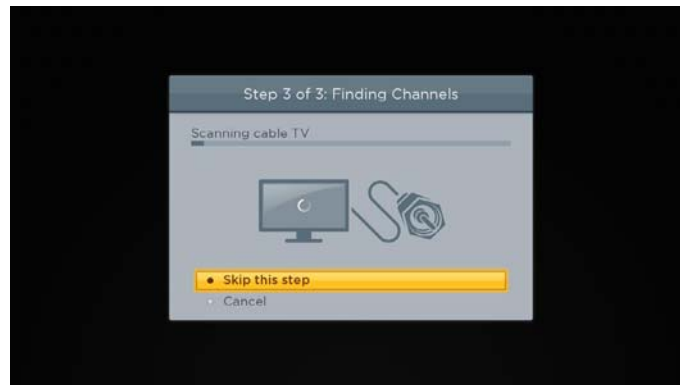 Step 3 of 3: Finding Channels
Scanning cable TV
Skip this step
Cancel